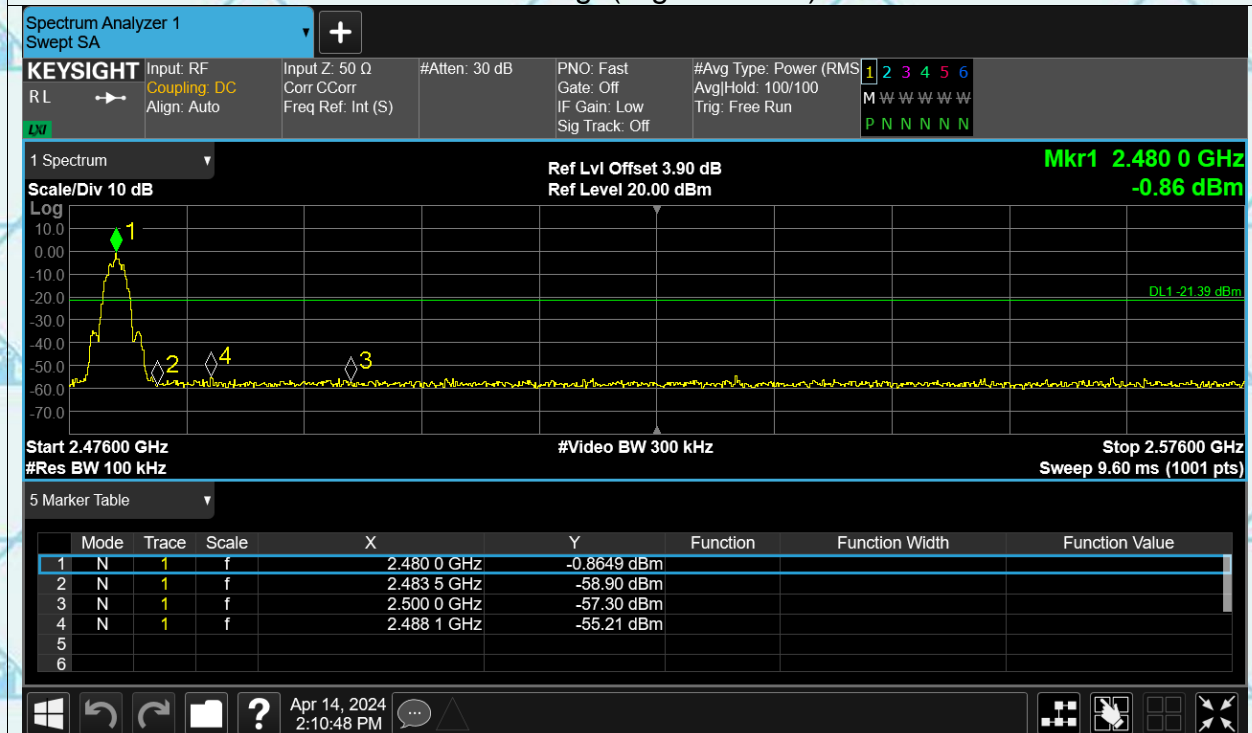 Spectrum Analyzer 1
Swept SA
+
KEYSIGHT Input: RF Input Z: 50 Ω #Atten: 30 dB PNO: Fast #Avg Type: Power (RMS 1 2 3 4 5 6
R L Coupling: DC Corr CCorr Gate: Off Avg|Hold: 100/100 M W W W W W
Align: Auto Freq Ref: Int (S) IF Gain: Low Trig: Free Run
LXI Sig Track: Off P N N N N N
1 Spectrum Ref Lvl Offset 3.90 dB Mkr1 2.480 0 GHz
Scale/Div 10 dB Ref Level 20.00 dBm -0.86 dBm
Log
10.0 1
0.00
-10.0
-20.0 DL1 -21.39 dBm
-30.0
-40.0
-50.0 2 4 3
-60.0
-70.0
Start 2.47600 GHz #Video BW 300 kHz Stop 2.57600 GHz
#Res BW 100 kHz Sweep 9.60 ms (1001 pts)
5 Marker Table
Mode Trace Scale X Y Function Function Width Function Value
1 N 1 f 2.480 0 GHz -0.8649 dBm
2 N 1 f 2.483 5 GHz -58.90 dBm
3 N 1 f 2.500 0 GHz -57.30 dBm
4 N 1 f 2.488 1 GHz -55.21 dBm
5
6
? Apr 14, 2024
2:10:48 PM